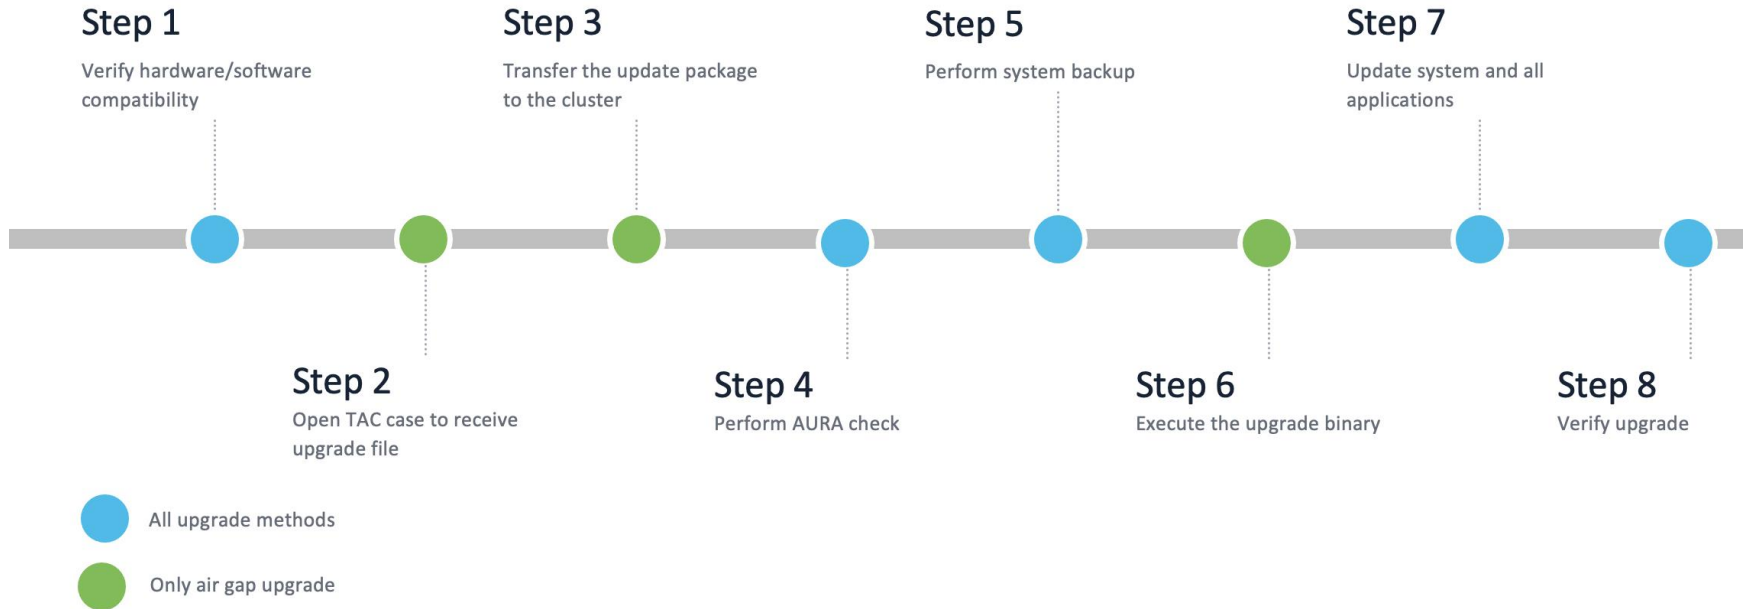 Step 1
Verify hardware/software
compatibility
Step 3
Transfer the update package
to the cluster
Step 5
Perform system backup
Step 7
Update system and all
applications
Step 2
Open TAC case to receive
upgrade file
Step 4
Perform AURA check
Step 6
Execute the upgrade binary
Step 8
Verify upgrade
All upgrade methods
Only air gap upgrade